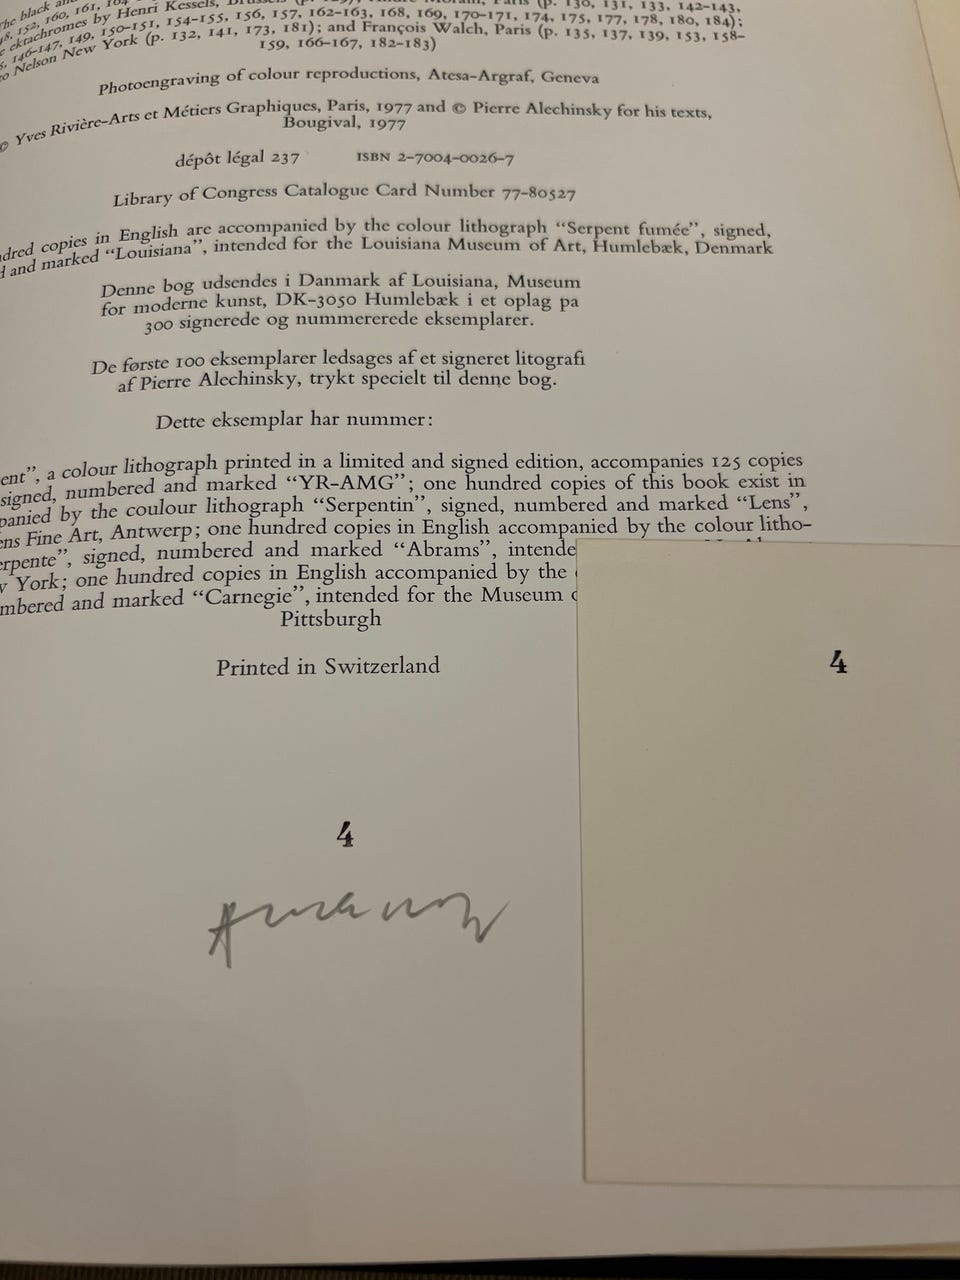 the black and
48, 152, 160, 161, 164 Paris (p. 130, 131, 133, 142–143,
ektachromes by Henri Kessels, 168, 169, 170–171, 174, 175, 177, 178, 180, 184);
146–147, 149, 150–151, 154–155, 156, 157, 162–163, and François Walch, Paris (p. 135, 137, 139, 153, 158–
Nelson New York (p. 132, 141, 173, 181);
159, 166–167, 182–183)
Photoengraving of colour reproductions, Atesa-Argraf, Geneva
© Yves Rivière-Arts et Métiers Graphiques, Paris, 1977 and © Pierre Alechinsky for his texts,
Bougival, 1977
dépôt légal 237 ISBN 2-7004-0026-7
Library of Congress Catalogue Card Number 77-80527
dred copies in English are accompanied by the colour lithograph “Serpent fumée”, signed,
d and marked “Louisiana”, intended for the Louisiana Museum of Art, Humlebæk, Denmark
Denne bog udsendes i Danmark af Louisiana, Museum
for moderne kunst, DK-3050 Humlebæk i et oplag pa
300 signerede og nummererede eksemplarer.
De første 100 eksemplarer ledsages af et signeret litografi
af Pierre Alechinsky, trykt specielt til denne bog.
Dette eksemplar har nummer:
ent”, a colour lithograph printed in a limited and signed edition, accompanies 125 copies
signed, numbered and marked “YR-AMG”; one hundred copies of this book exist in
panied by the coulour lithograph “Serpentin”, signed, numbered and marked “Lens”,
ens Fine Art, Antwerp; one hundred copies in English accompanied by the colour litho-
erpente”, signed, numbered and marked “Abrams”, intende
w York; one hundred copies in English accompanied by the
mbered and marked “Carnegie”, intended for the Museum
Pittsburgh
Printed in Switzerland
4
4